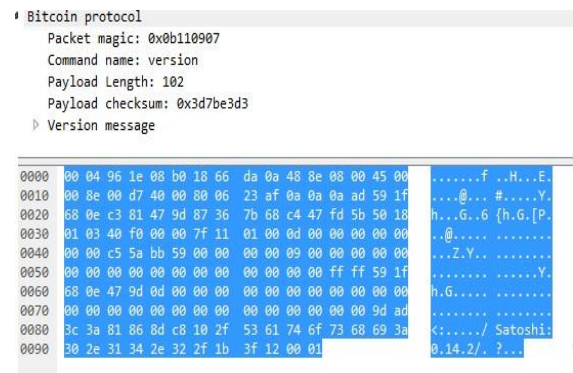 Bitcoin protocol
Packet magic: 0x0b110907
Command name: version
Payload Length: 102
Payload checksum: 0x3d7be3d3
Version message
0000 00 04 96 1e 08 b0 18 66 da 0a 48 8e 08 00 45 00 .......f ..H...E.
0010 00 8e 00 d7 40 00 80 06 23 af 0a 0a 0a ad 59 1f ....@... #.....Y.
0020 68 0e c3 81 47 9d 87 36 7b 68 c4 47 fd 5b 50 18 h...G..6 {h.G.[P.
0030 01 03 40 f0 00 00 7f 11 01 00 0d 00 00 00 00 00 ..@..... ........
0040 00 00 c5 5a bb 59 00 00 00 00 09 00 00 00 00 00 ...Z.Y.. ........
0050 00 00 00 00 00 00 00 00 00 00 00 00 ff ff 59 1f ........ ......Y.
0060 68 0e 47 9d 0d 00 00 00 00 00 00 00 00 00 00 00 h.G..... ........
0070 00 00 00 00 00 00 00 00 00 00 00 00 00 00 9d ad ........ ........
0080 3c 3a 81 86 8d c8 10 2f 53 61 74 6f 73 68 69 3a <:...../ Satoshi:
0090 30 2e 31 34 2e 32 2f 1b 3f 12 00 01 0.14.2/. ?...